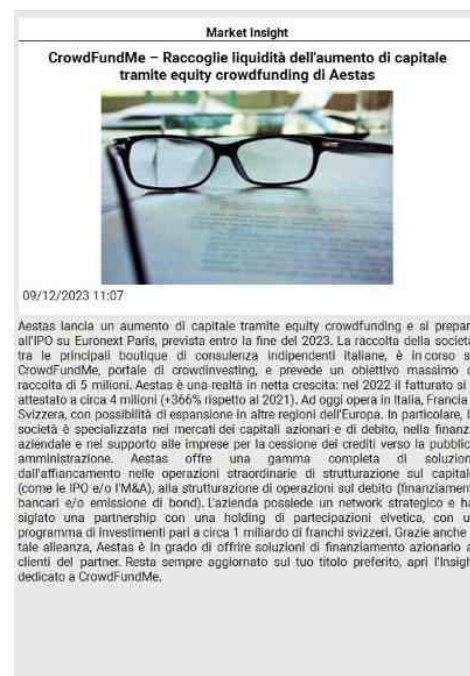 Market Insight
CrowdFundMe – Raccoglie liquidità dell'aumento di capitale
tramite equity crowdfunding di Aestas
09/12/2023 11:07
Aestas lancia un aumento di capitale tramite equity crowdfunding e si prepar
all'IPO su Euronext Paris, prevista entro la fine del 2023. La raccolta della societ
tra le principali boutique di consulenza indipendenti italiane, è in corso s
CrowdFundMe, portale di crowdinvesting, e prevede un obiettivo massimo
raccolta di 5 milioni. Aestas è una realtà in netta crescita: nel 2022 il fatturato si
attestato a circa 4 milioni (+366% rispetto al 2021). Ad oggi opera in Italia, Francia
Svizzera, con possibilità di espansione in altre regioni dell'Europa. In particolare,
società è specializzata nei mercati dei capitali azionari e di debito, nella finanz
aziendale e nel supporto alle imprese per la cessione dei crediti verso la pubblic
amministrazione. Aestas offre una gamma completa di soluzion
dall'affiancamento nelle operazioni straordinarie di strutturazione sul capital
(come le IPO e/o l'M&A), alla strutturazione di operazioni sul debito (finanziament
bancari e/o emissione di bond). L'azienda possiede un network strategico e ha
siglato una partnership con una holding di partecipazioni elvetica, con u
programma di investimenti pari a circa 1 miliardo di franchi svizzeri. Grazie anche
tale alleanza, Aestas è in grado di offrire soluzioni di finanziamento azionario a
clienti del partner. Resta sempre aggiornato sul tuo titolo preferito, apri l'Insigh
dedicato a CrowdFundMe.